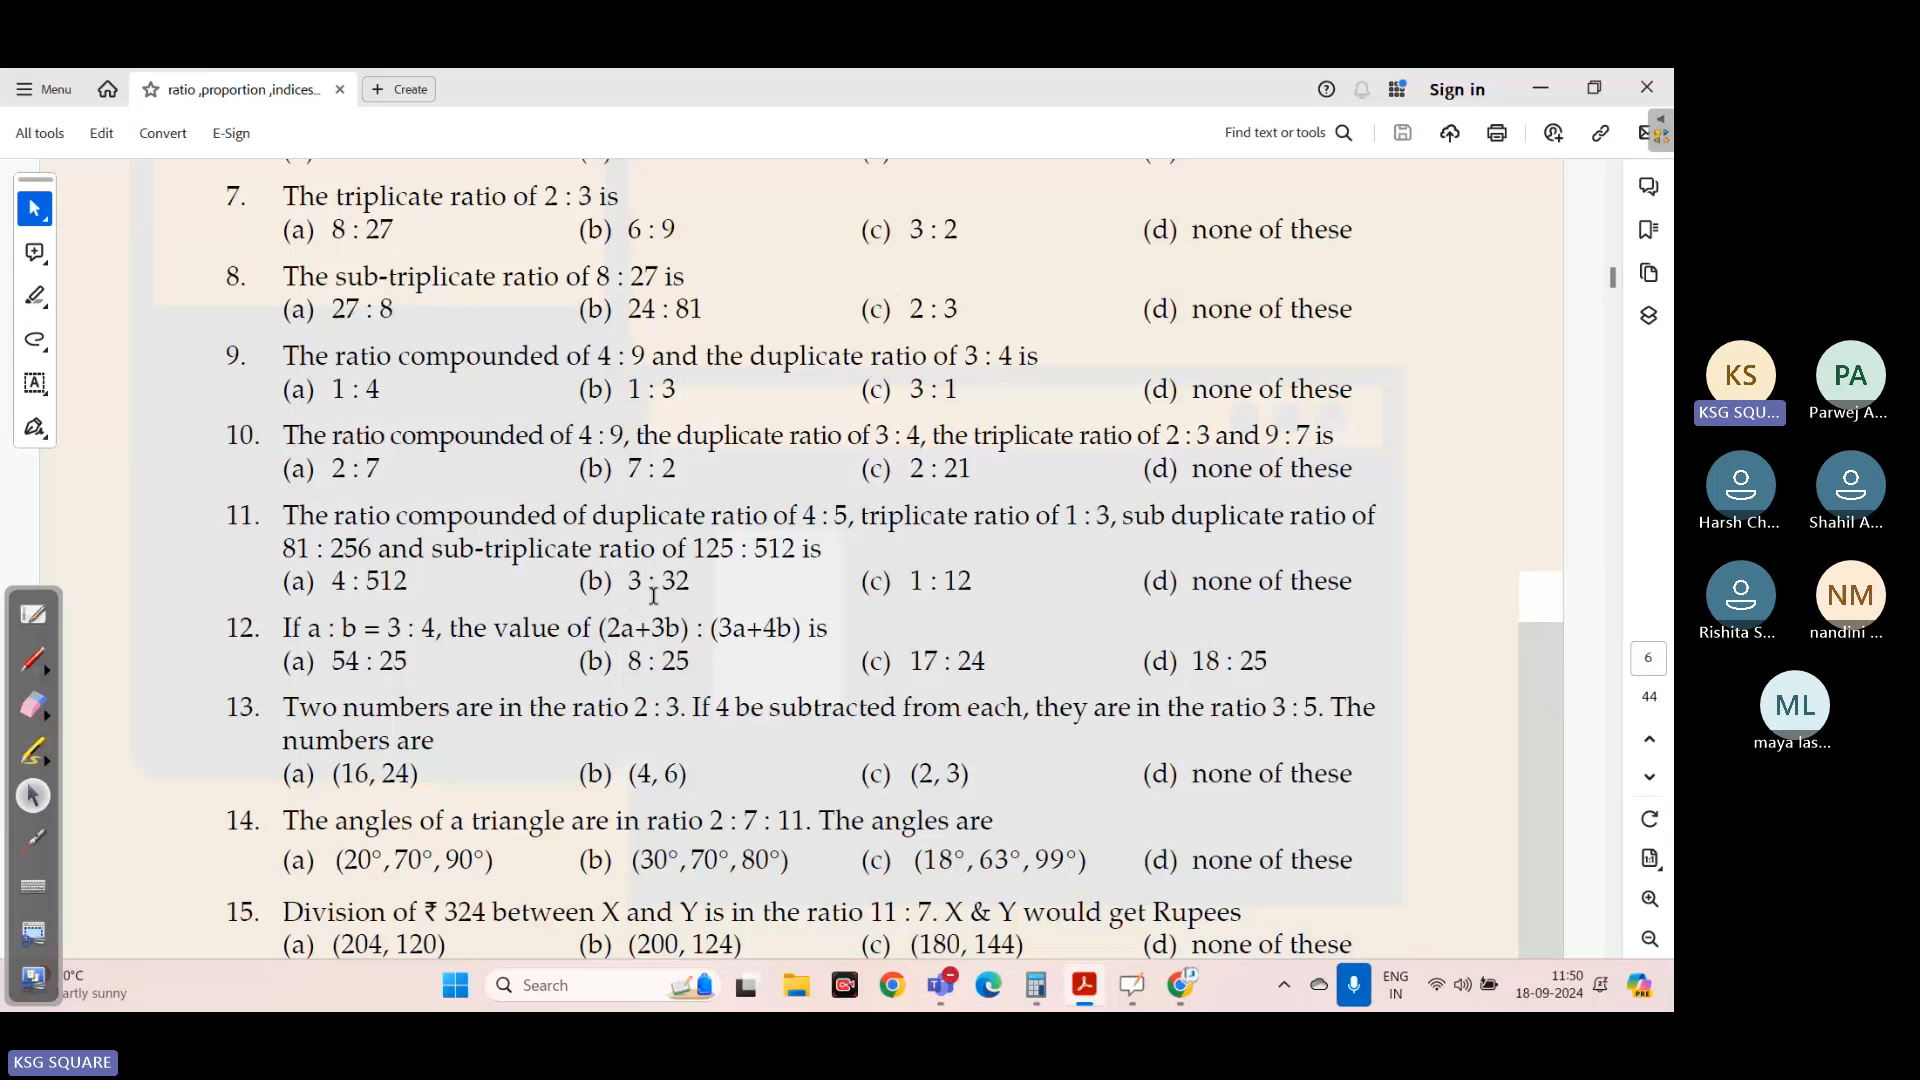 Menu
ratio ,proportion ,indices...
Create
Sign in
All tools
Edit
Convert
E-Sign
Find text or tools
7. The triplicate ratio of 2 : 3 is
(a) 8 : 27 (b) 6 : 9 (c) 3 : 2 (d) none of these
8. The sub-triplicate ratio of 8 : 27 is
(a) 27 : 8 (b) 24 : 81 (c) 2 : 3 (d) none of these
9. The ratio compounded of 4 : 9 and the duplicate ratio of 3 : 4 is
(a) 1 : 4 (b) 1 : 3 (c) 3 : 1 (d) none of these
10. The ratio compounded of 4 : 9, the duplicate ratio of 3 : 4, the triplicate ratio of 2 : 3 and 9 : 7 is
(a) 2 : 7 (b) 7 : 2 (c) 2 : 21 (d) none of these
11. The ratio compounded of duplicate ratio of 4 : 5, triplicate ratio of 1 : 3, sub duplicate ratio of
81 : 256 and sub-triplicate ratio of 125 : 512 is
(a) 4 : 512 (b) 3 : 32 (c) 1 : 12 (d) none of these
12. If a : b = 3 : 4, the value of (2a+3b) : (3a+4b) is
(a) 54 : 25 (b) 8 : 25 (c) 17 : 24 (d) 18 : 25
13. Two numbers are in the ratio 2 : 3. If 4 be subtracted from each, they are in the ratio 3 : 5. The
numbers are
(a) (16, 24) (b) (4, 6) (c) (2, 3) (d) none of these
14. The angles of a triangle are in ratio 2 : 7 : 11. The angles are
(a) (20°, 70°, 90°) (b) (30°, 70°, 80°) (c) (18°, 63°, 99°) (d) none of these
15. Division of ₹ 324 between X and Y is in the ratio 11 : 7. X & Y would get Rupees
(a) (204, 120) (b) (200, 124) (c) (180, 144) (d) none of these
6
44
KS
KSG SQU...
PA
Parwej A...
Harsh Ch...
Shahil A...
Rishita S...
NM
nandini ...
ML
maya las...
0°C
artly sunny
Search
ENG
IN
11:50
18-09-2024
PRE
KSG SQUARE